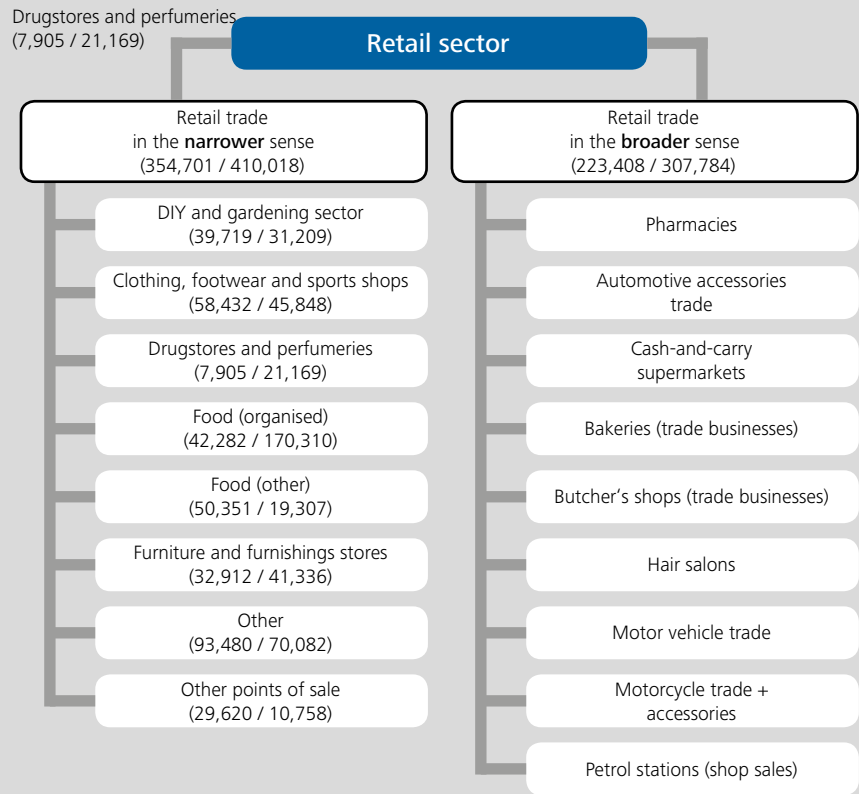 Drugstores and perfumeries
(7,905 / 21,169)
Retail sector
Retail trade
in the narrower sense
(354,701 / 410,018)
DIY and gardening sector
(39,719 / 31,209)
Clothing, footwear and sports shops
(58,432 / 45,848)
Drugstores and perfumeries
(7,905 / 21,169)
Food (organised)
(42,282 / 170,310)
Food (other)
(50,351 / 19,307)
Furniture and furnishings stores
(32,912 / 41,336)
Other
(93,480 / 70,082)
Other points of sale
(29,620 / 10,758)
Retail trade
in the broader sense
(223,408 / 307,784)
Pharmacies
Automotive accessories
trade
Cash-and-carry
supermarkets
Bakeries (trade businesses)
Butcher's shops (trade businesses)
Hair salons
Motor vehicle trade
Motorcycle trade +
accessories
Petrol stations (shop sales)